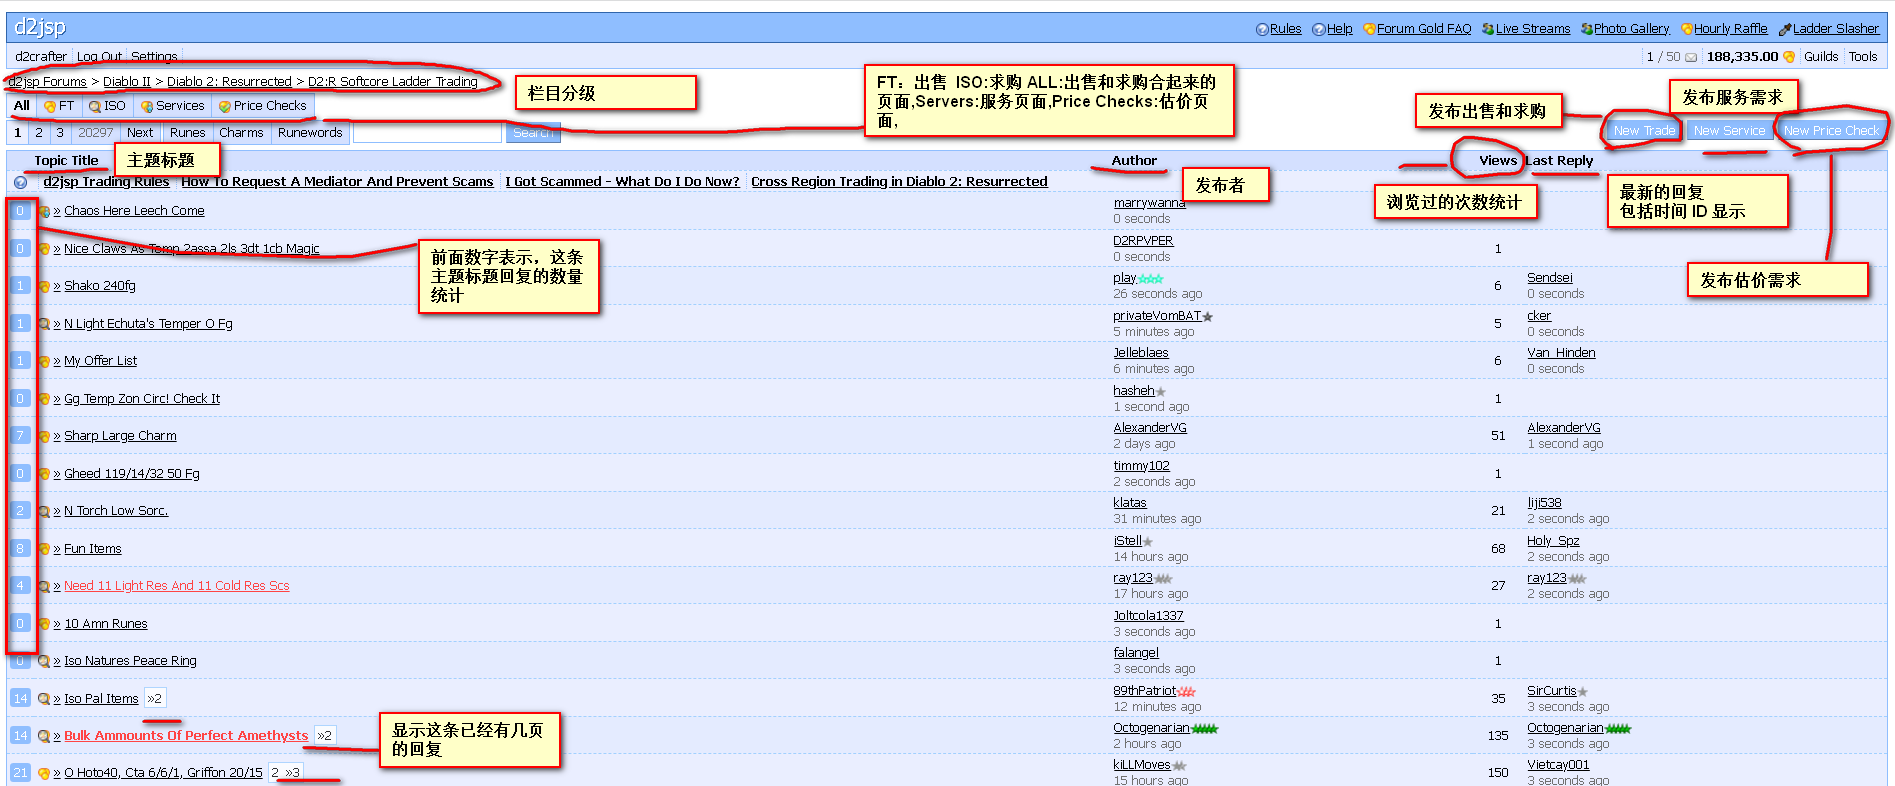 d2jsp
Rules Help Forum Gold FAQ Live Streams Photo Gallery Hourly Raffle Ladder Slasher
d2crafter Log Out Settings
1 / 50 188,335.00 Guilds Tools
d2jsp Forums > Diablo II > Diablo 2: Resurrected > D2:R Softcore Ladder Trading
栏目分级
FT：出售 ISO:求购 ALL:出售和求购合起来的
页面,Servers:服务页面,Price Checks:估价页
面,
发布出售和求购
发布服务需求
All FT ISO Services Price Checks
1 2 3 20297 Next Runes Charms Runewords Search
New Trade New Service New Price Check
Topic Title Author Views Last Reply
主题标题
发布者
浏览过的次数统计
最新的回复
包括时间 ID 显示
发布估价需求
d2jsp Trading Rules How To Request A Mediator And Prevent Scams I Got Scammed - What Do I Do Now? Cross Region Trading in Diablo 2: Resurrected
0 » Chaos Here Leech Come marrywanna
0 seconds
0 » Nice Claws As Temp 2assa 2ls 3dt 1cb Magic D2RPVPER 1
0 seconds
前面数字表示，这条
主题标题回复的数量
统计
1 » Shako 240fg play 6 Sendsei
26 seconds ago 0 seconds
1 » N Light Echuta's Temper O Fg privateVomBAT 5 cker
5 minutes ago 0 seconds
1 » My Offer List Jelleblaes 6 Van_Hinden
6 minutes ago 0 seconds
0 » Gg Temp Zon Circ! Check It hasheh 1
1 second ago
7 » Sharp Large Charm AlexanderVG 51 AlexanderVG
2 days ago 1 second ago
0 » Gheed 119/14/32 50 Fg timmy102 1
2 seconds ago
2 » N Torch Low Sorc. klatas 21 liji538
31 minutes ago 2 seconds ago
8 » Fun Items iStell 68 Holy_Spz
14 hours ago 2 seconds ago
4 » Need 11 Light Res And 11 Cold Res Scs ray123 27 ray123
17 hours ago 2 seconds ago
0 » 10 Amn Runes Joltcola1337 1
3 seconds ago
0 » Iso Natures Peace Ring falangel 1
3 seconds ago
14 » Iso Pal Items »2 89thPatriot 35 SirCurtis
12 minutes ago 3 seconds ago
显示这条已经有几页
的回复
14 » Bulk Ammounts Of Perfect Amethysts »2 Octogenarian 135 Octogenarian
2 hours ago 3 seconds ago
21 » O Hoto40, Cta 6/6/1, Griffon 20/15 2 »3 kiLLMoves 150 Vietcay001
15 hours ago 3 seconds ago